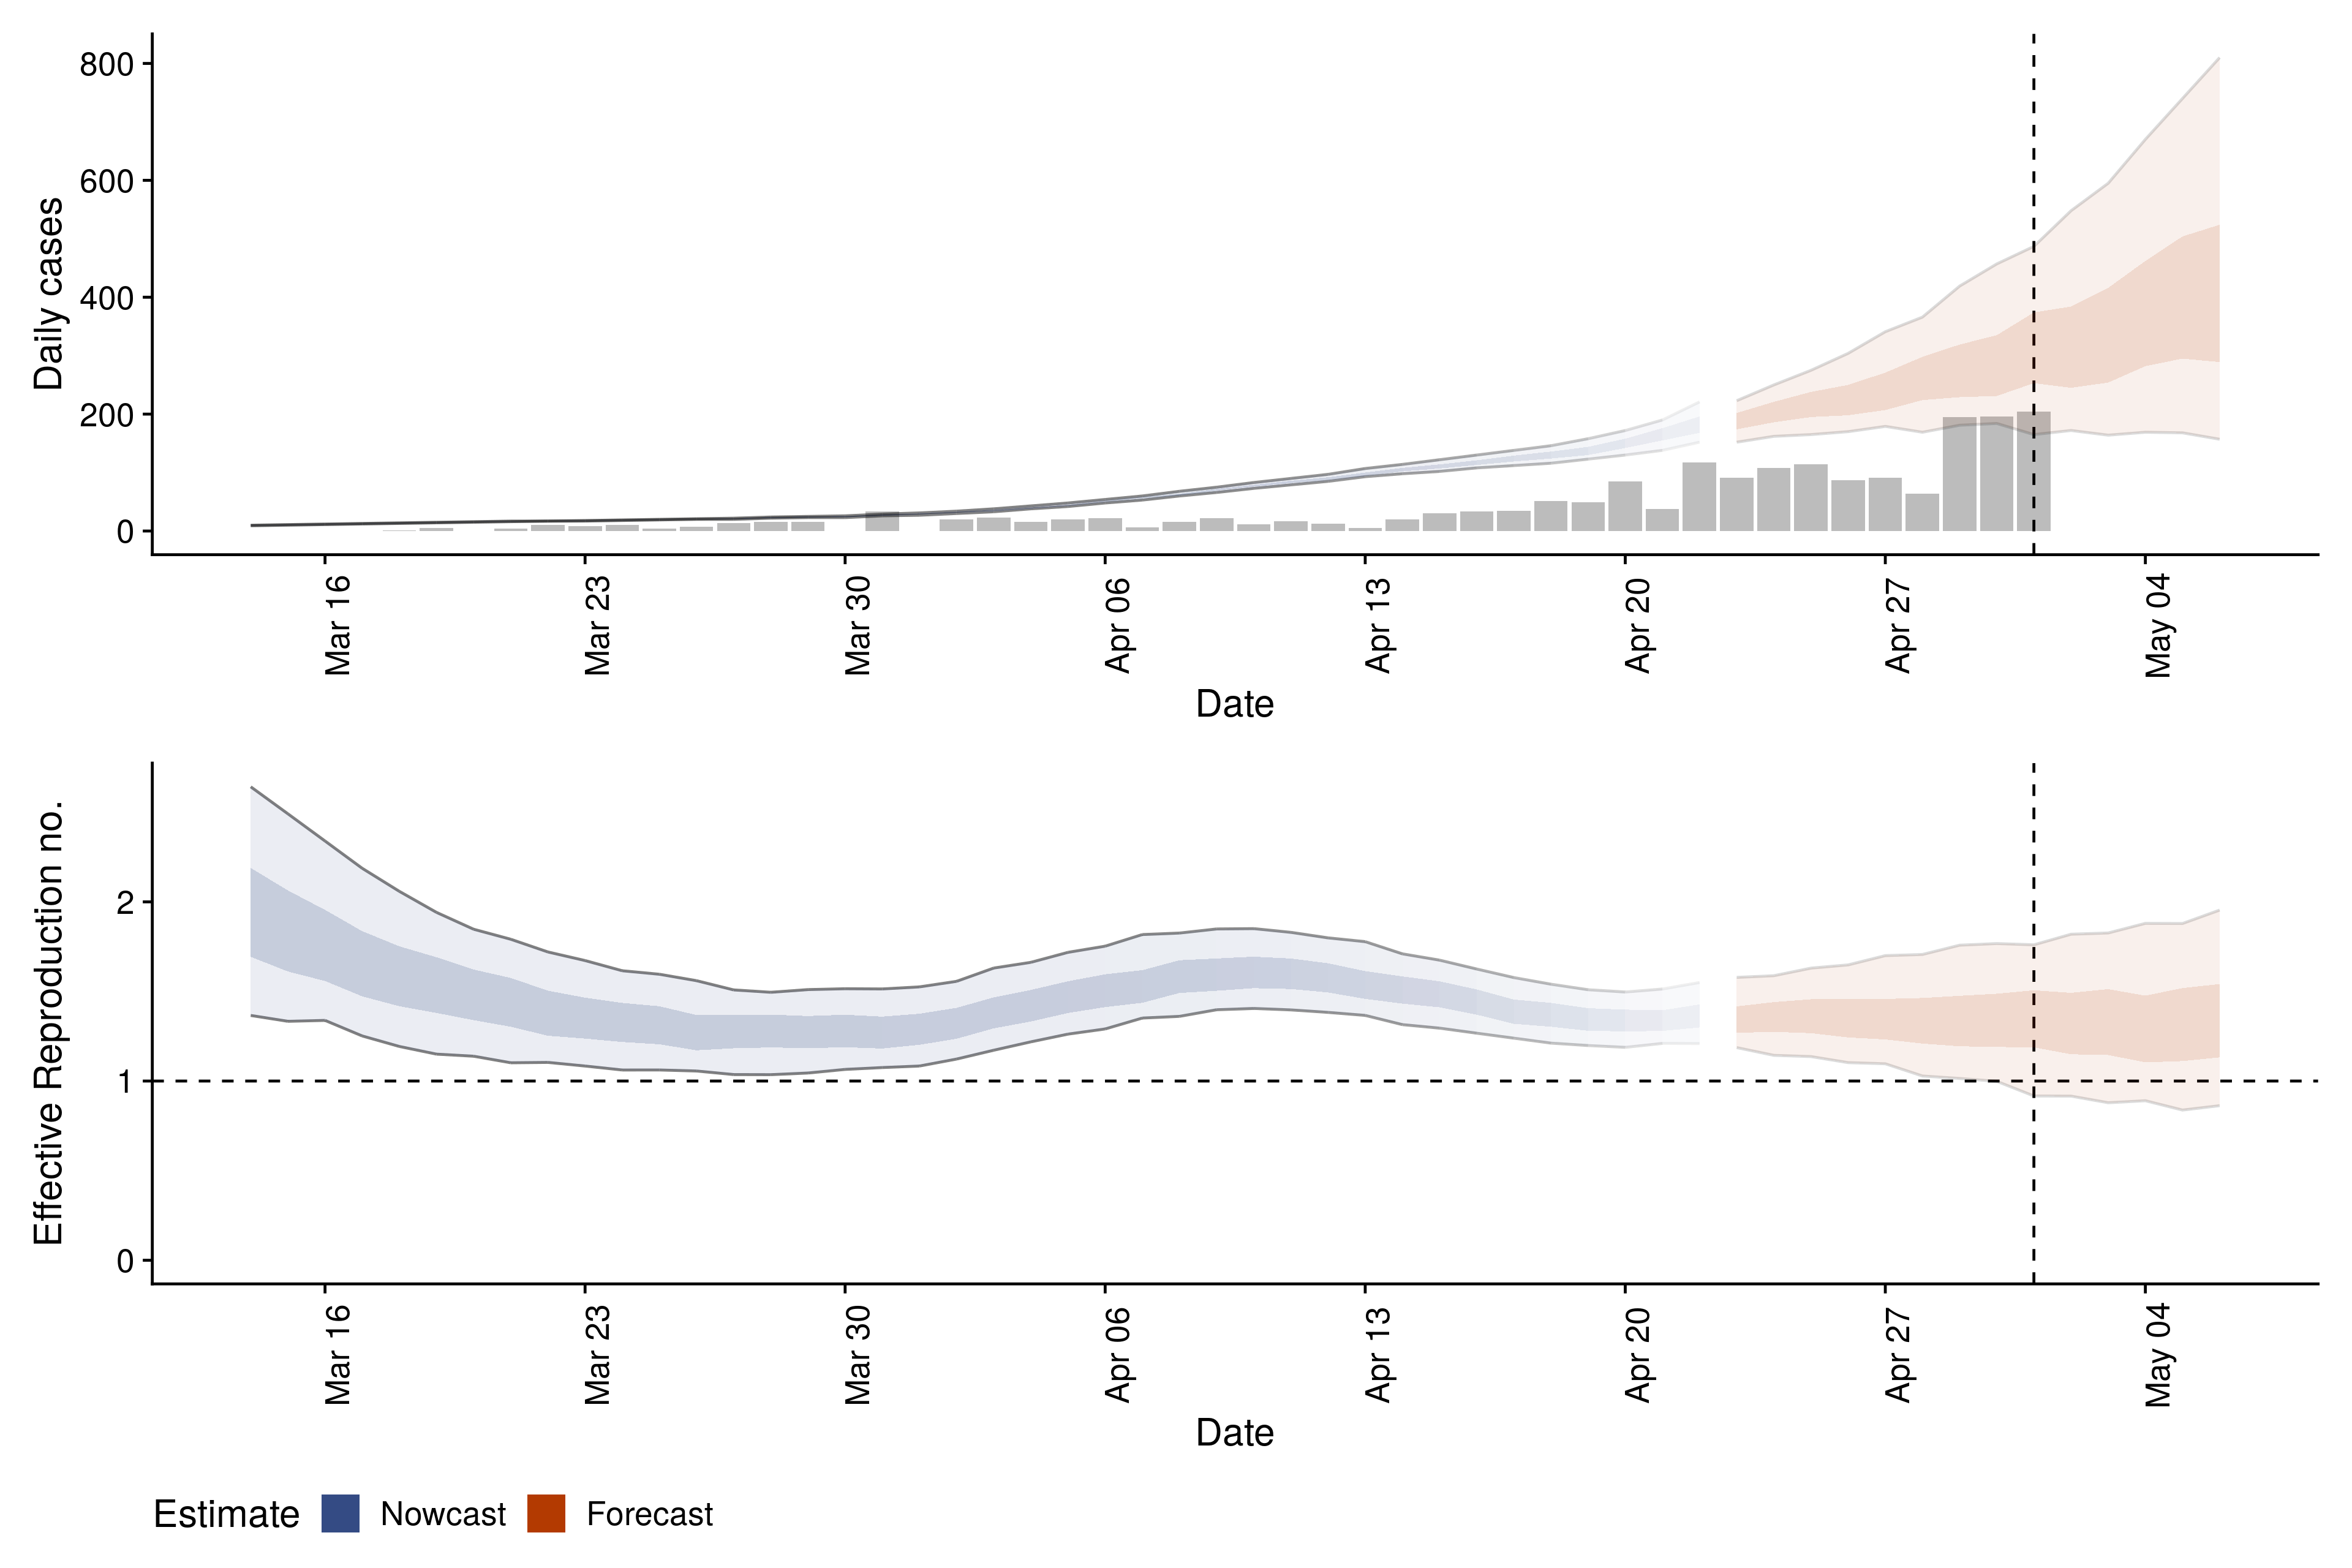 Daily cases
800
600
400
200
0
Mar 16
Mar 23
Mar 30
Apr 06
Apr 13
Apr 20
Apr 27
May 04
Date
Effective Reproduction no.
2
1
0
Mar 16
Mar 23
Mar 30
Apr 06
Apr 13
Apr 20
Apr 27
May 04
Date
Estimate Nowcast Forecast